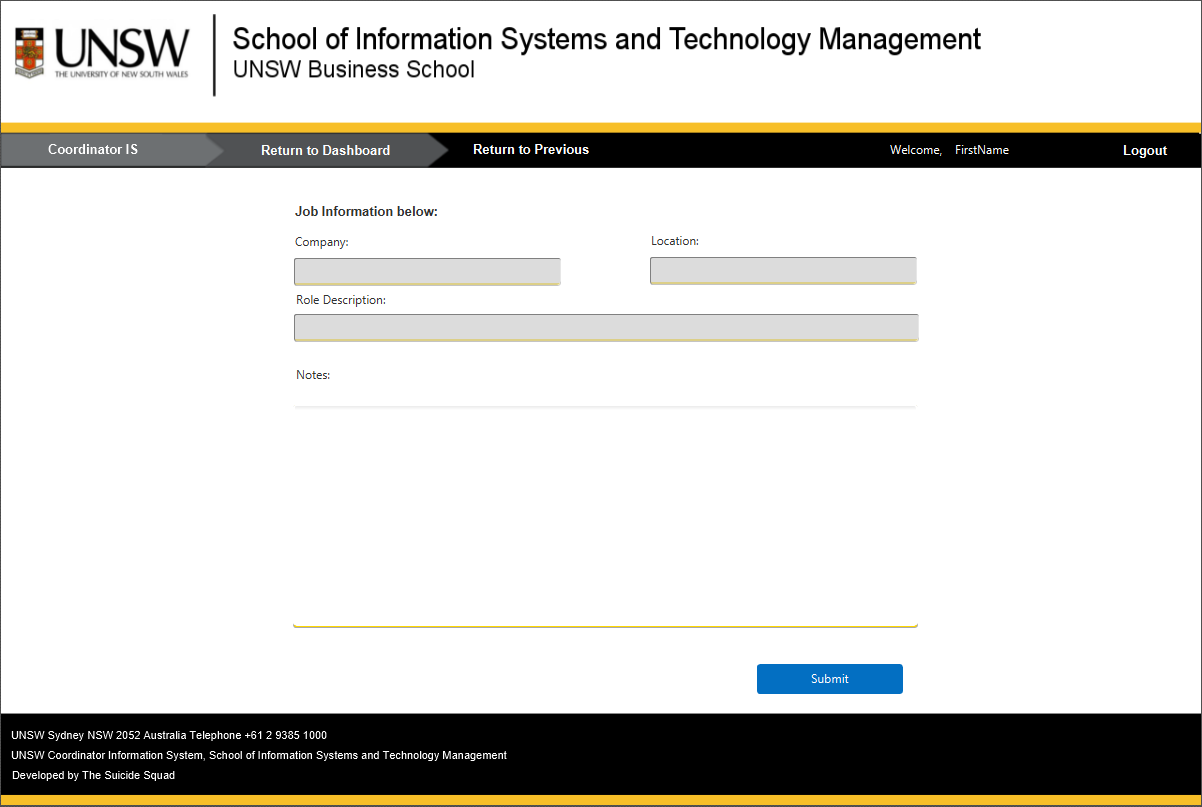 UNSW
THE UNIVERSITY OF NEW SOUTH WALES
School of Information Systems and Technology Management
UNSW Business School
Coordinator IS
Return to Dashboard
Return to Previous
Welcome, FirstName
Logout
Job Information below:
Company:
Location:
Role Description:
Notes:
Submit
UNSW Sydney NSW 2052 Australia Telephone +61 2 9385 1000
UNSW Coordinator Information System, School of Information Systems and Technology Management
Developed by The Suicide Squad